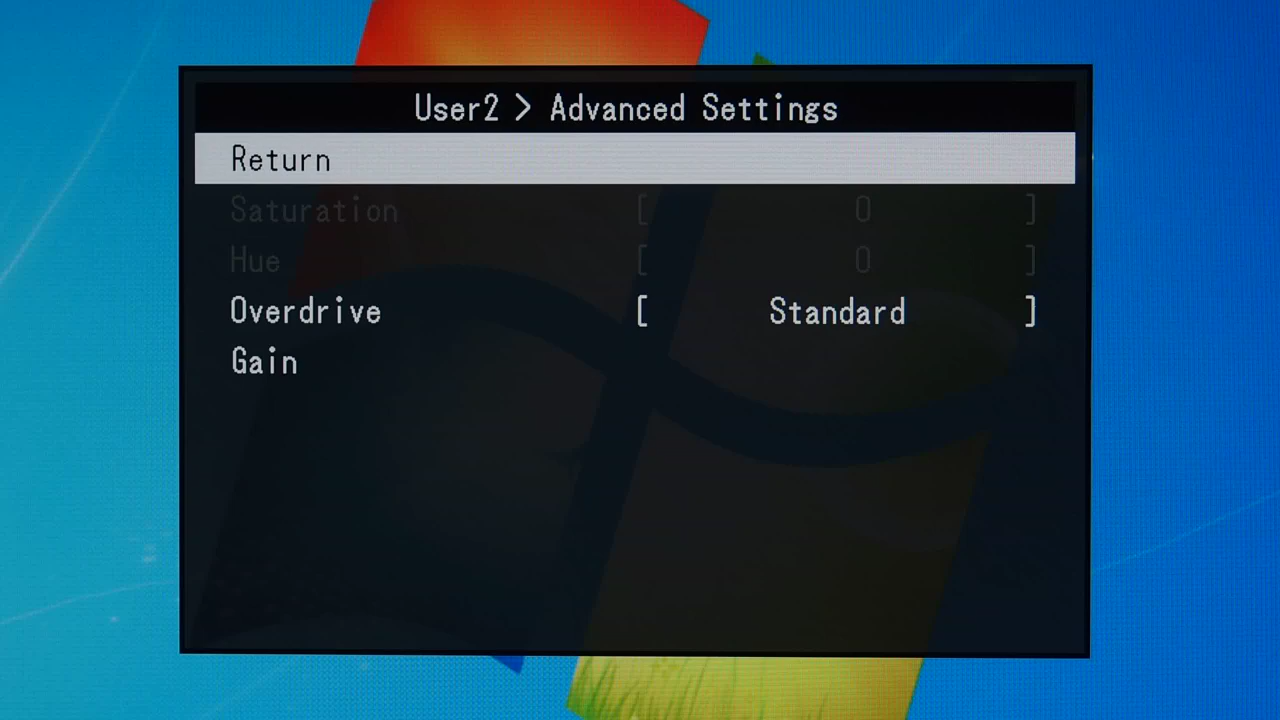 User2 > Advanced Settings
Return
Saturation [ 0 ]
Hue [ 0 ]
Overdrive [ Standard ]
Gain